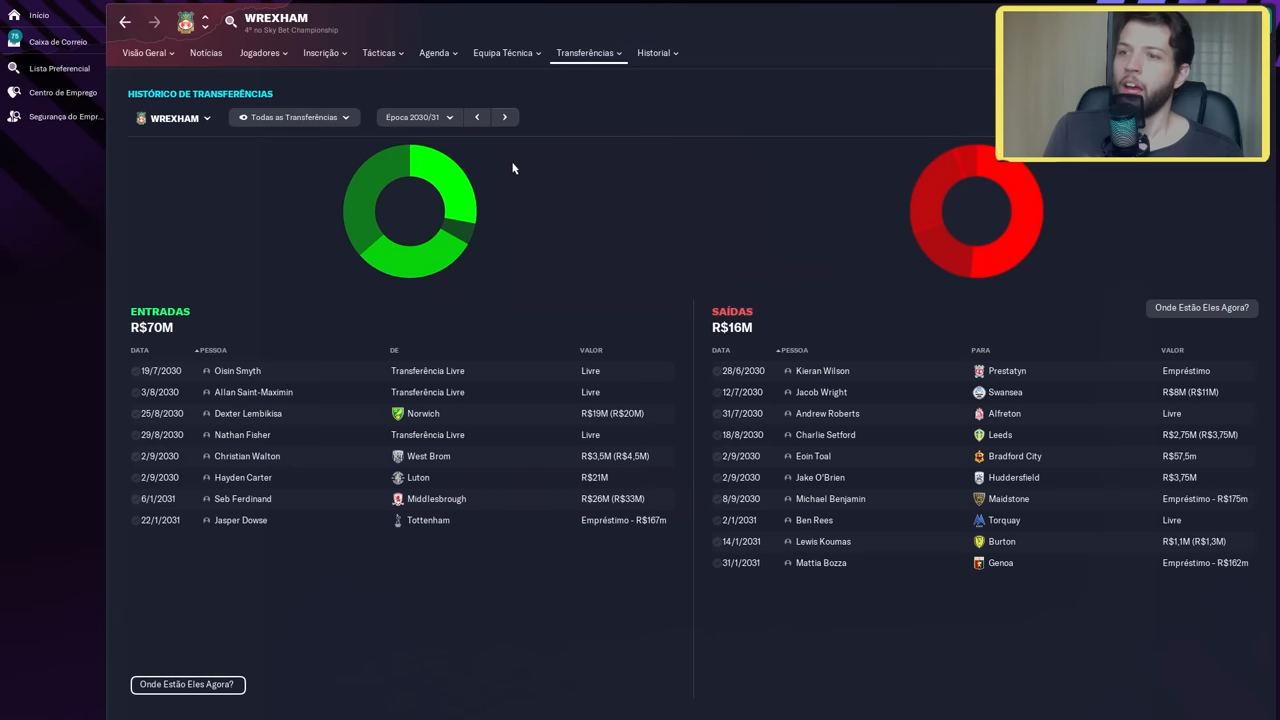 Início
75
Caixa de Correio
Lista Preferencial
Centro de Emprego
Segurança do Empr...
WREXHAM
4º no Sky Bet Championship
Visão Geral
Notícias
Jogadores
Inscrição
Tácticas
Agenda
Equipa Técnica
Transferências
Historial
HISTÓRICO DE TRANSFERÊNCIAS
WREXHAM
Todas as Transferências
Época 2030/31
ENTRADAS
R$70M
DATA PESSOA DE VALOR
19/7/2030 Oisin Smyth Transferência Livre Livre
3/8/2030 Allan Saint-Maximin Transferência Livre Livre
25/8/2030 Dexter Lembikisa Norwich R$19M (R$20M)
29/8/2030 Nathan Fisher Transferência Livre Livre
2/9/2030 Christian Walton West Brom R$3,5M (R$4,5M)
2/9/2030 Hayden Carter Luton R$21M
6/1/2031 Seb Ferdinand Middlesbrough R$26M (R$33M)
22/1/2031 Jasper Dowse Tottenham Empréstimo - R$167m
Onde Estão Eles Agora?
SAÍDAS
R$16M
Onde Estão Eles Agora?
DATA PESSOA PARA VALOR
28/6/2030 Kieran Wilson Prestatyn Empréstimo
12/7/2030 Jacob Wright Swansea R$8M (R$11M)
31/7/2030 Andrew Roberts Alfreton Livre
18/8/2030 Charlie Setford Leeds R$2,75M (R$3,75M)
2/9/2030 Eoin Toal Bradford City R$57,5m
2/9/2030 Jake O'Brien Huddersfield R$3,75M
8/9/2030 Michael Benjamin Maidstone Empréstimo - R$175m
2/1/2031 Ben Rees Torquay Livre
14/1/2031 Lewis Koumas Burton R$1,1M (R$1,3M)
31/1/2031 Mattia Bozza Genoa Empréstimo - R$162m